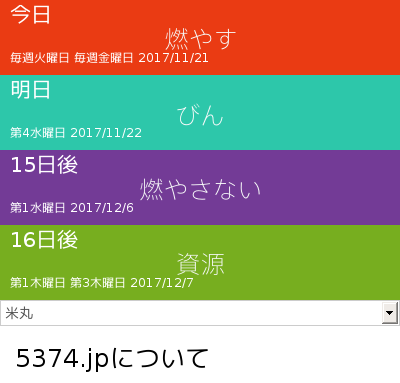 今日
燃やす
毎週火曜日 毎週金曜日 2017/11/21
明日
びん
第4水曜日 2017/11/22
15日後
燃やさない
第1水曜日 2017/12/6
16日後
資源
第1木曜日 第3木曜日 2017/12/7
米丸
5374.jpについて